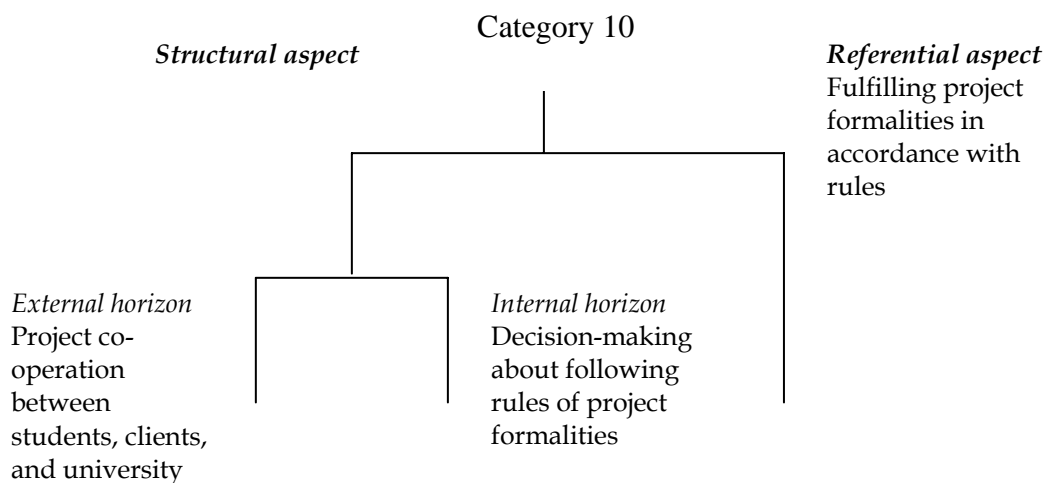 Category 10
Structural aspect
Referential aspect
Fulfilling project
formalities in
accordance with
rules
External horizon
Project co-
operation
between
students, clients,
and university
Internal horizon
Decision-making
about following
rules of project
formalities